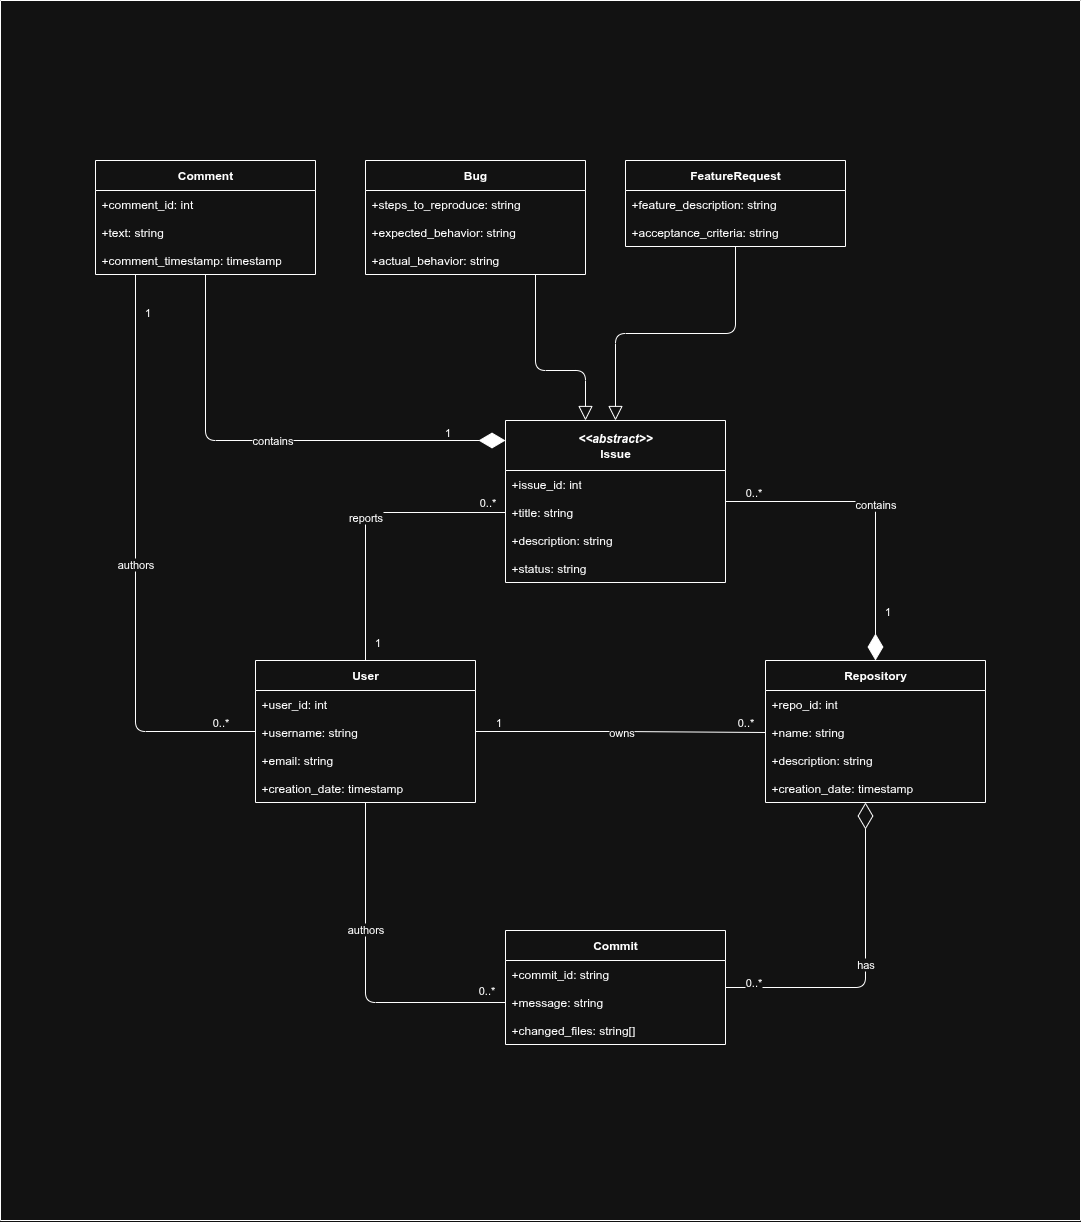 Comment
+comment_id: int
+text: string
+comment_timestamp: timestamp
Bug
+steps_to_reproduce: string
+expected_behavior: string
+actual_behavior: string
FeatureRequest
+feature_description: string
+acceptance_criteria: string
1
contains
1
<<abstract>>
Issue
+issue_id: int
+title: string
+description: string
+status: string
0..*
reports
1
0..*
contains
1
authors
0..*
User
+user_id: int
+username: string
+email: string
+creation_date: timestamp
1
owns
0..*
Repository
+repo_id: int
+name: string
+description: string
+creation_date: timestamp
authors
0..*
Commit
+commit_id: string
+message: string
+changed_files: string[]
0..*
has